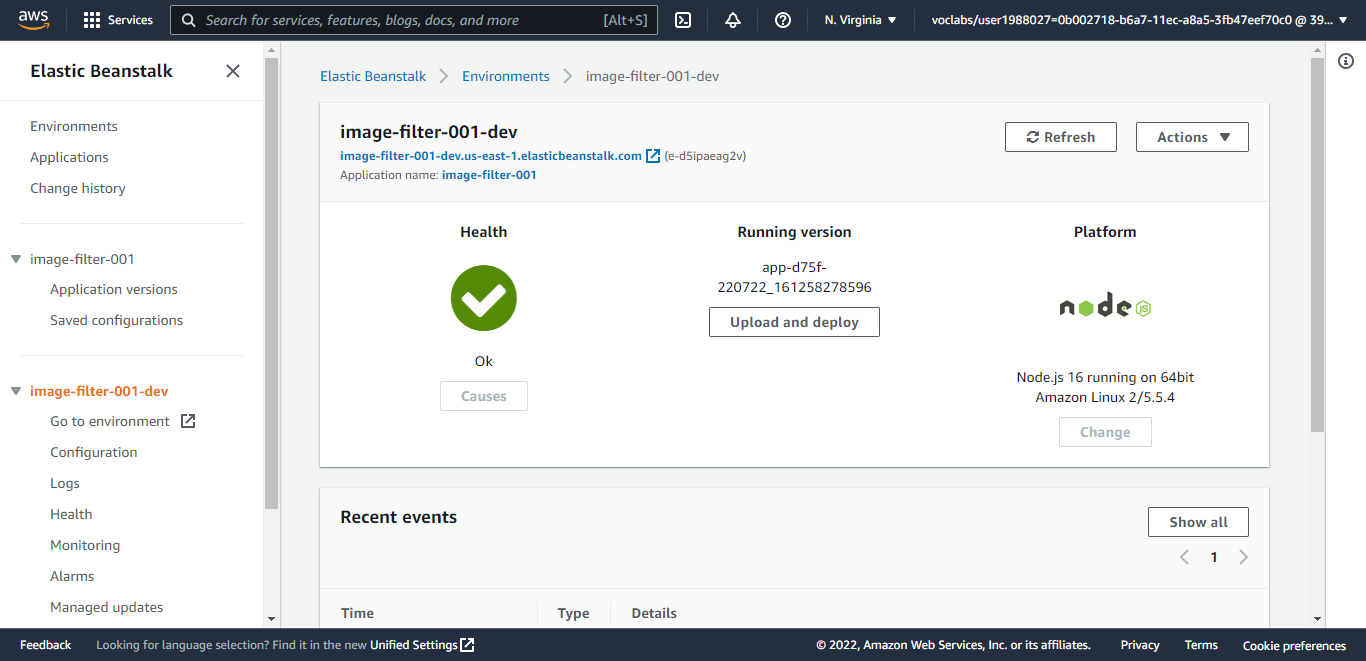 aws
Services
Search for services, features, blogs, docs, and more
[Alt+S]
N. Virginia
voclabs/user1988027=0b002718-b6a7-11ec-a8a5-3fb47eef70c0 @ 39...
Elastic Beanstalk
Environments
Applications
Change history
image-filter-001
Application versions
Saved configurations
image-filter-001-dev
Go to environment
Configuration
Logs
Health
Monitoring
Alarms
Managed updates
Elastic Beanstalk
Environments
image-filter-001-dev
image-filter-001-dev
image-filter-001-dev.us-east-1.elasticbeanstalk.com (e-d5ipaeag2v)
Application name: image-filter-001
Refresh
Actions
Health
Ok
Causes
Running version
app-d75f-
220722_161258278596
Upload and deploy
Platform
node
JS
Node.js 16 running on 64bit
Amazon Linux 2/5.5.4
Change
Recent events
Show all
1
Time
Type
Details
Feedback
Looking for language selection? Find it in the new Unified Settings
© 2022, Amazon Web Services, Inc. or its affiliates.
Privacy
Terms
Cookie preferences